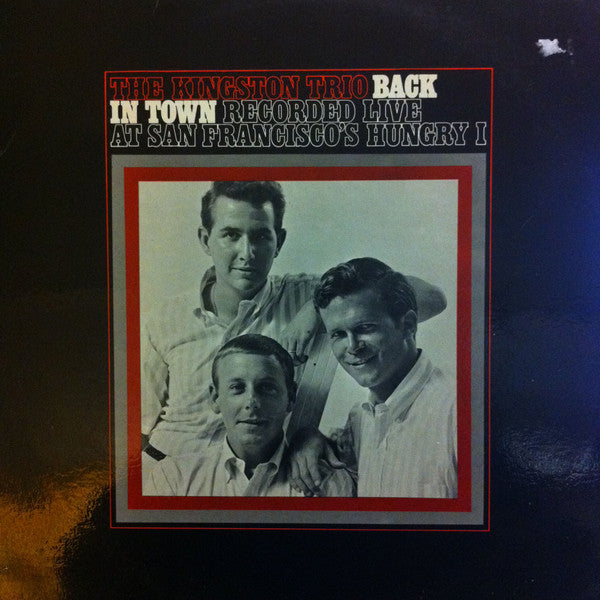 THE KINGSTON TRIO BACK
IN TOWN RECORDED LIVE
AT SAN FRANCISCO'S HUNGRY I